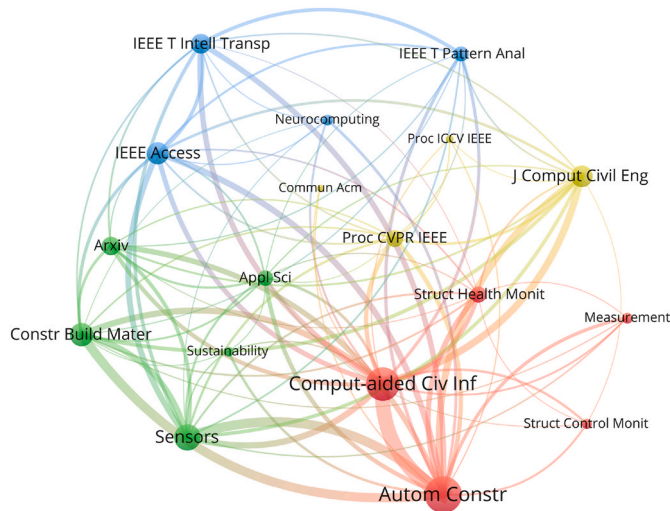 IEEE T Intell Transp
IEEE T Pattern Anal
Neurocomputing
Proc ICCV IEEE
IEEE Access
J Comput Civil Eng
Commun Acm
Proc CVPR IEEE
Arxiv
Appl Sci
Struct Health Monit
Measurement
Constr Build Mater
Sustainability
Comput-aided Civ Inf
Struct Control Monit
Sensors
Autom Constr